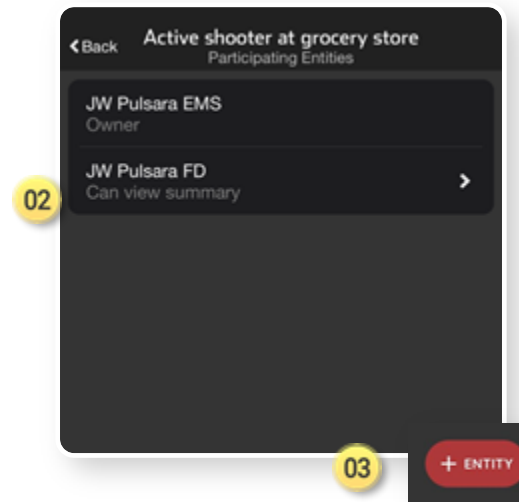 Back
Active shooter at grocery store
Participating Entities
JW Pulsara EMS
Owner
JW Pulsara FD
Can view summary
02
03
+ ENTITY